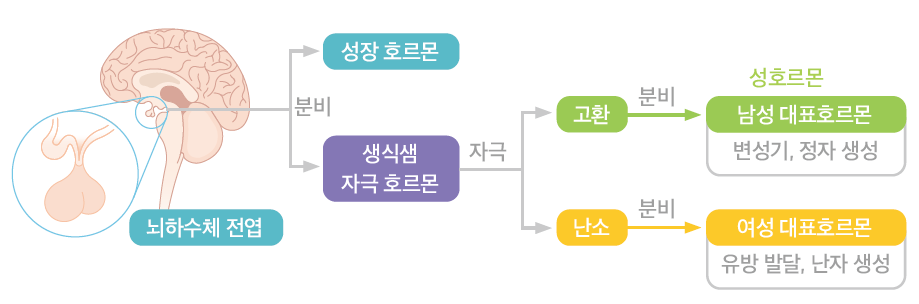 성장 호르몬
분비
생식샘
자극 호르몬
뇌하수체 전엽
자극
고환
분비
성호르몬
남성 대표호르몬
변성기, 정자 생성
난소
분비
여성 대표호르몬
유방 발달, 난자 생성